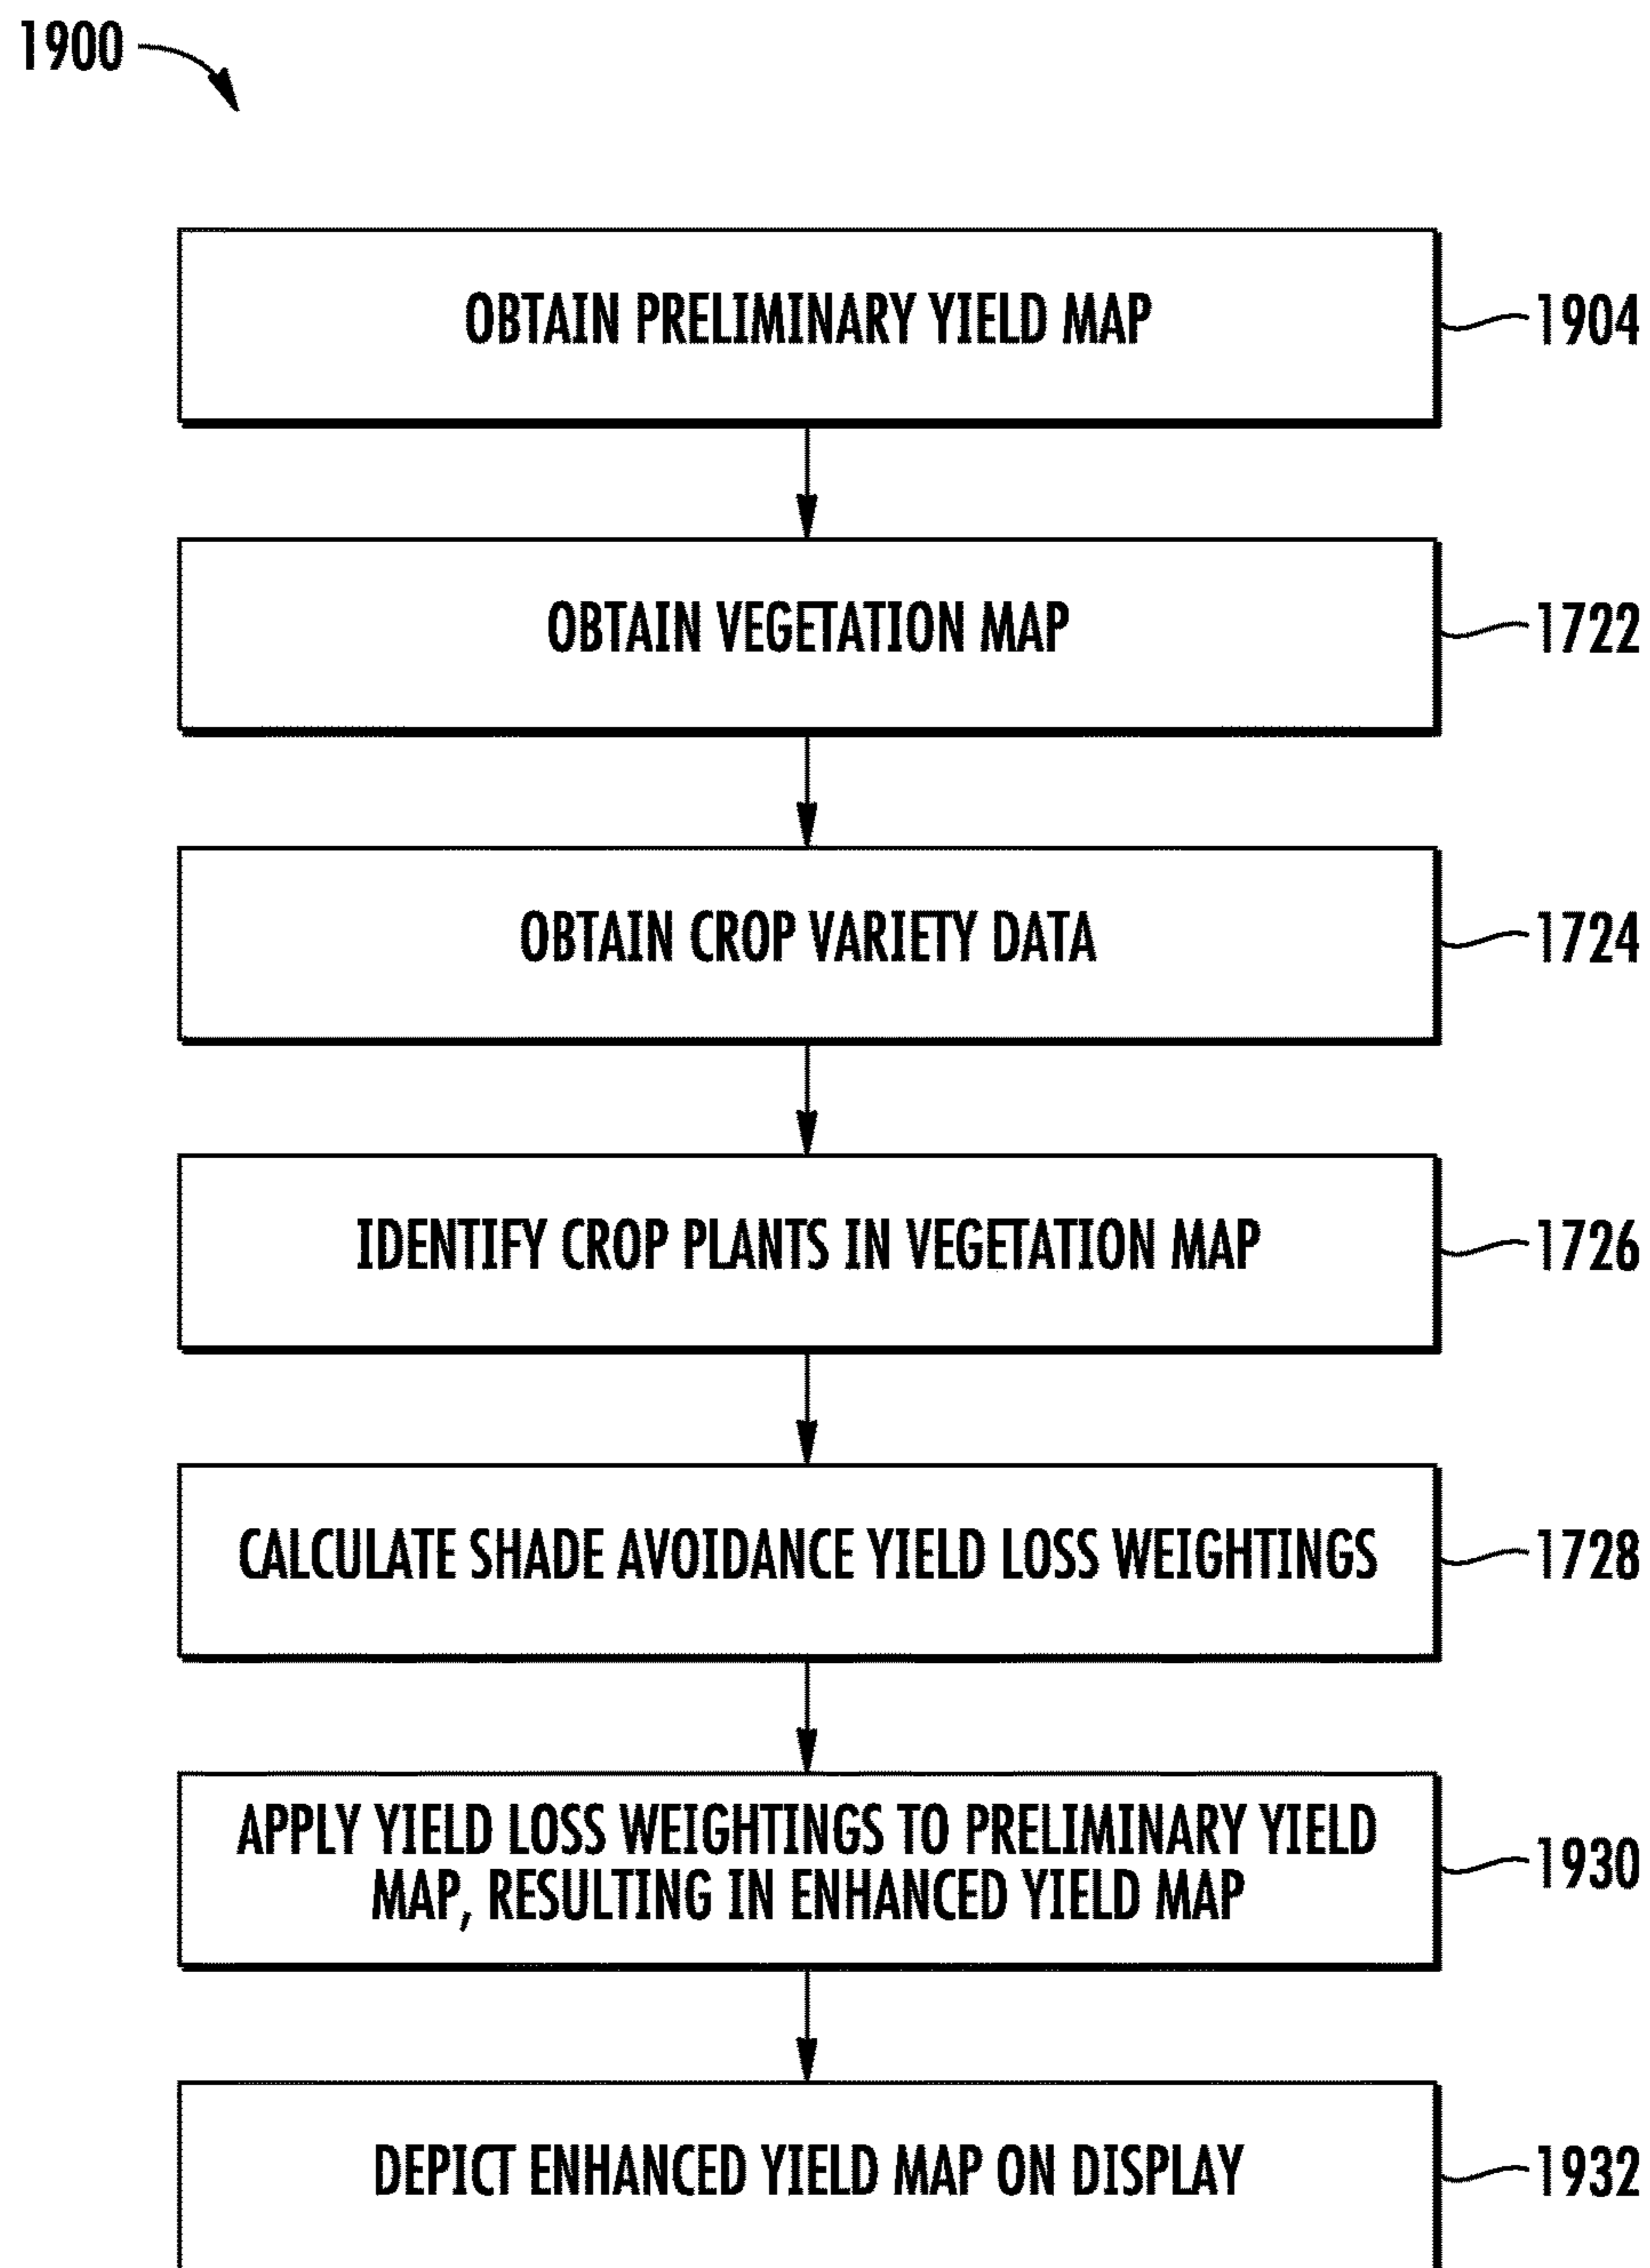 1900
OBTAIN PRELIMINARY YIELD MAP
1904
OBTAIN VEGETATION MAP
1722
OBTAIN CROP VARIETY DATA
1724
IDENTIFY CROP PLANTS IN VEGETATION MAP
1726
CALCULATE SHADE AVOIDANCE YIELD LOSS WEIGHTINGS
1728
APPLY YIELD LOSS WEIGHTINGS TO PRELIMINARY YIELD
MAP, RESULTING IN ENHANCED YIELD MAP
1930
DEPICT ENHANCED YIELD MAP ON DISPLAY
1932